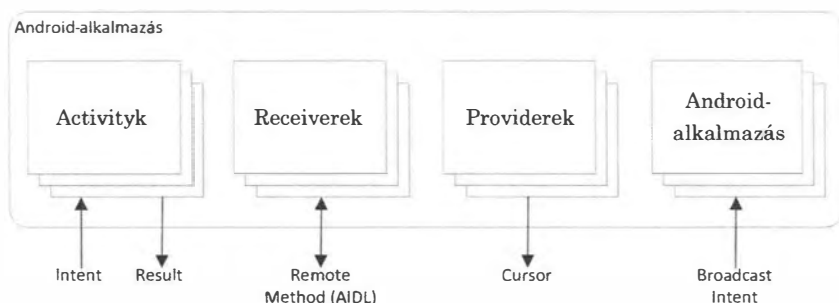 Android-alkalmazás
Activityk
Receiverek
Providerek
Android-
alkalmazás
Intent
Result
Remote
Method (AIDL)
Cursor
Broadcast
Intent